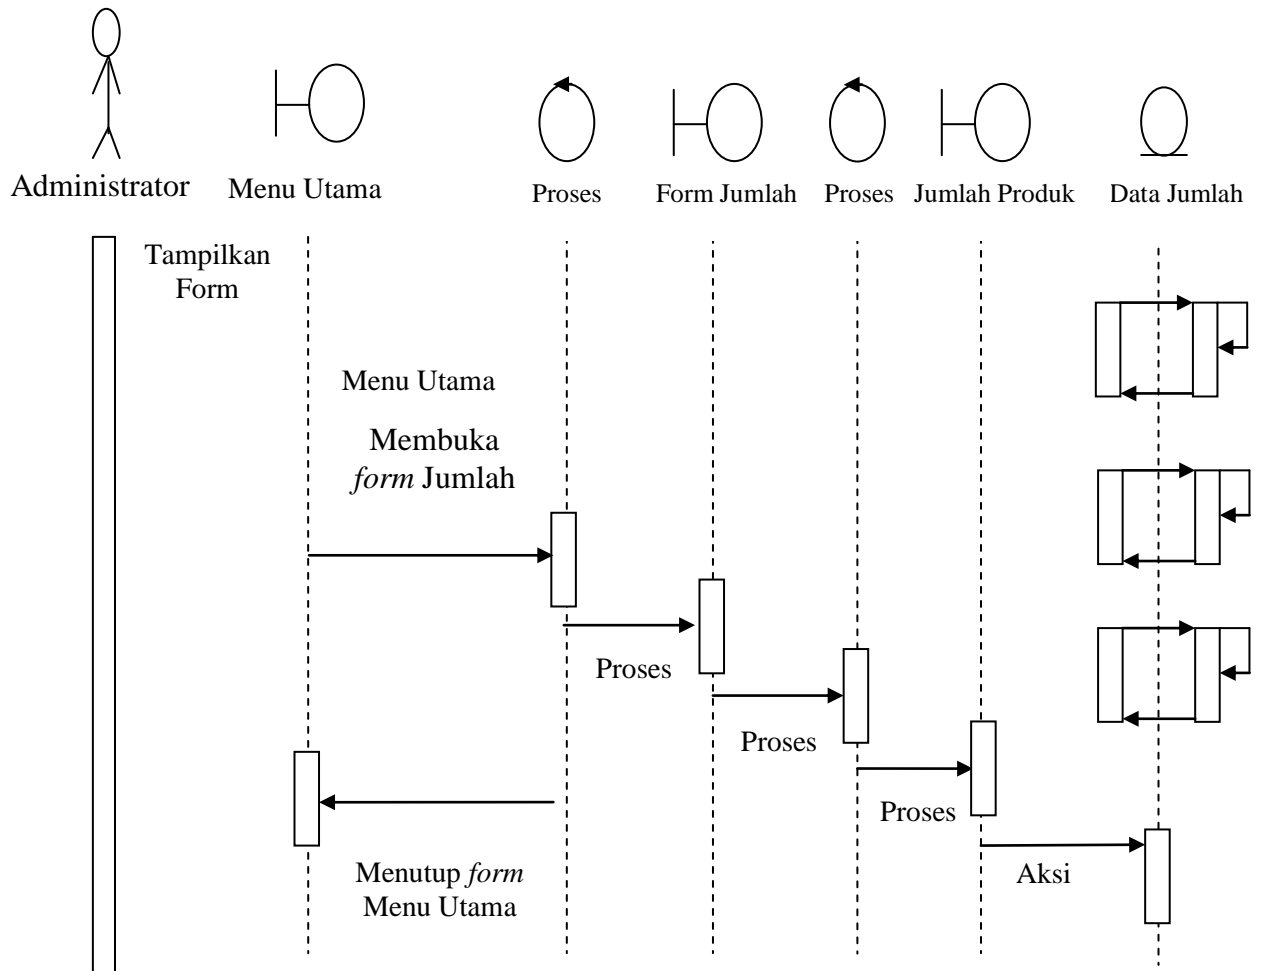 Administrator
Menu Utama
Proses
Form Jumlah
Proses
Jumlah Produk
Data Jumlah
Tampilkan
Form
Menu Utama
Membuka
form Jumlah
Proses
Proses
Proses
Aksi
Menutup form
Menu Utama